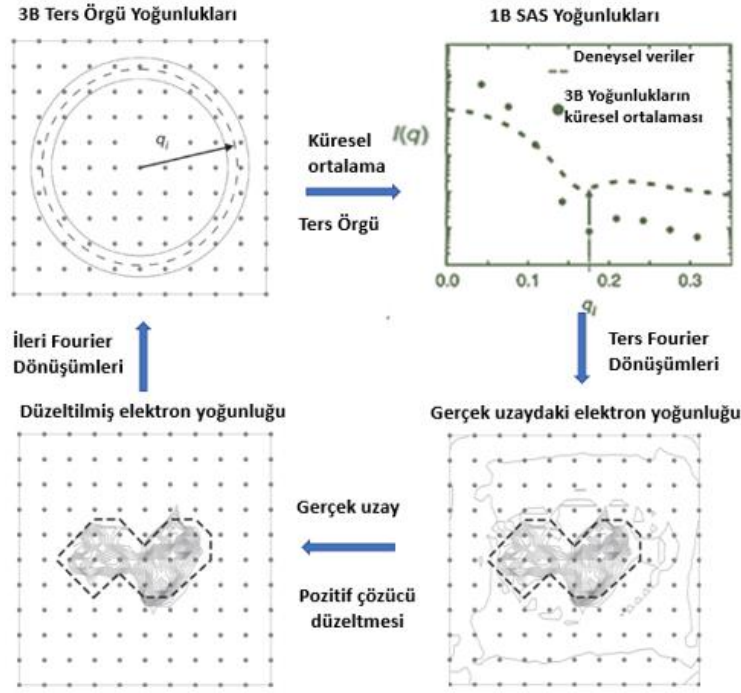 3B Ters Örgü Yoğunlukları
1B SAS Yoğunlukları
q_i
Küresel
ortalama
Ters Örgü
Deneysel veriler
3B Yoğunlukların
küresel ortalaması
I(q)
0.0 0.1 0.2 0.3
q_i
İleri Fourier
Dönüşümleri
Ters Fourier
Dönüşümleri
Düzeltilmiş elektron yoğunluğu
Gerçek uzaydaki elektron yoğunluğu
Gerçek uzay
Pozitif çözücü
düzeltmesi